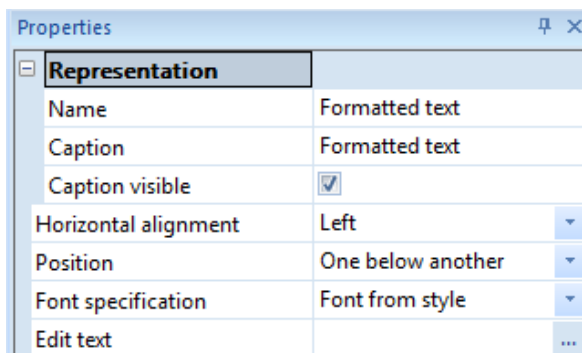 Properties
Representation
Name Formatted text
Caption Formatted text
Caption visible
Horizontal alignment Left
Position One below another
Font specification Font from style
Edit text ...